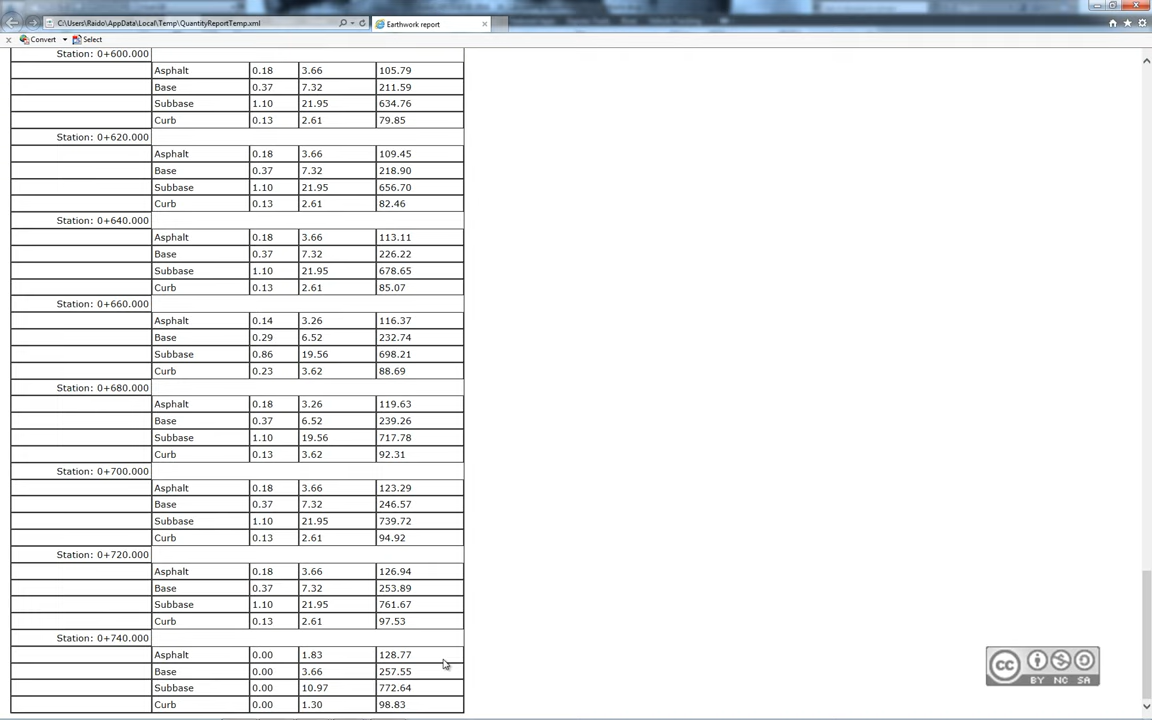 C:\Users\Raido\AppData\Local\Temp\QuantityReportTemp.xml
Earthwork report
Convert Select
Station: 0+600.000
Asphalt 0.18 3.66 105.79
Base 0.37 7.32 211.59
Subbase 1.10 21.95 634.76
Curb 0.13 2.61 79.85
Station: 0+620.000
Asphalt 0.18 3.66 109.45
Base 0.37 7.32 218.90
Subbase 1.10 21.95 656.70
Curb 0.13 2.61 82.46
Station: 0+640.000
Asphalt 0.18 3.66 113.11
Base 0.37 7.32 226.22
Subbase 1.10 21.95 678.65
Curb 0.13 2.61 85.07
Station: 0+660.000
Asphalt 0.14 3.26 116.37
Base 0.29 6.52 232.74
Subbase 0.86 19.56 698.21
Curb 0.23 3.62 88.69
Station: 0+680.000
Asphalt 0.18 3.26 119.63
Base 0.37 6.52 239.26
Subbase 1.10 19.56 717.78
Curb 0.13 3.62 92.31
Station: 0+700.000
Asphalt 0.18 3.66 123.29
Base 0.37 7.32 246.57
Subbase 1.10 21.95 739.72
Curb 0.13 2.61 94.92
Station: 0+720.000
Asphalt 0.18 3.66 126.94
Base 0.37 7.32 253.89
Subbase 1.10 21.95 761.67
Curb 0.13 2.61 97.53
Station: 0+740.000
Asphalt 0.00 1.83 128.77
Base 0.00 3.66 257.55
Subbase 0.00 10.97 772.64
Curb 0.00 1.30 98.83
cc
BY NC SA